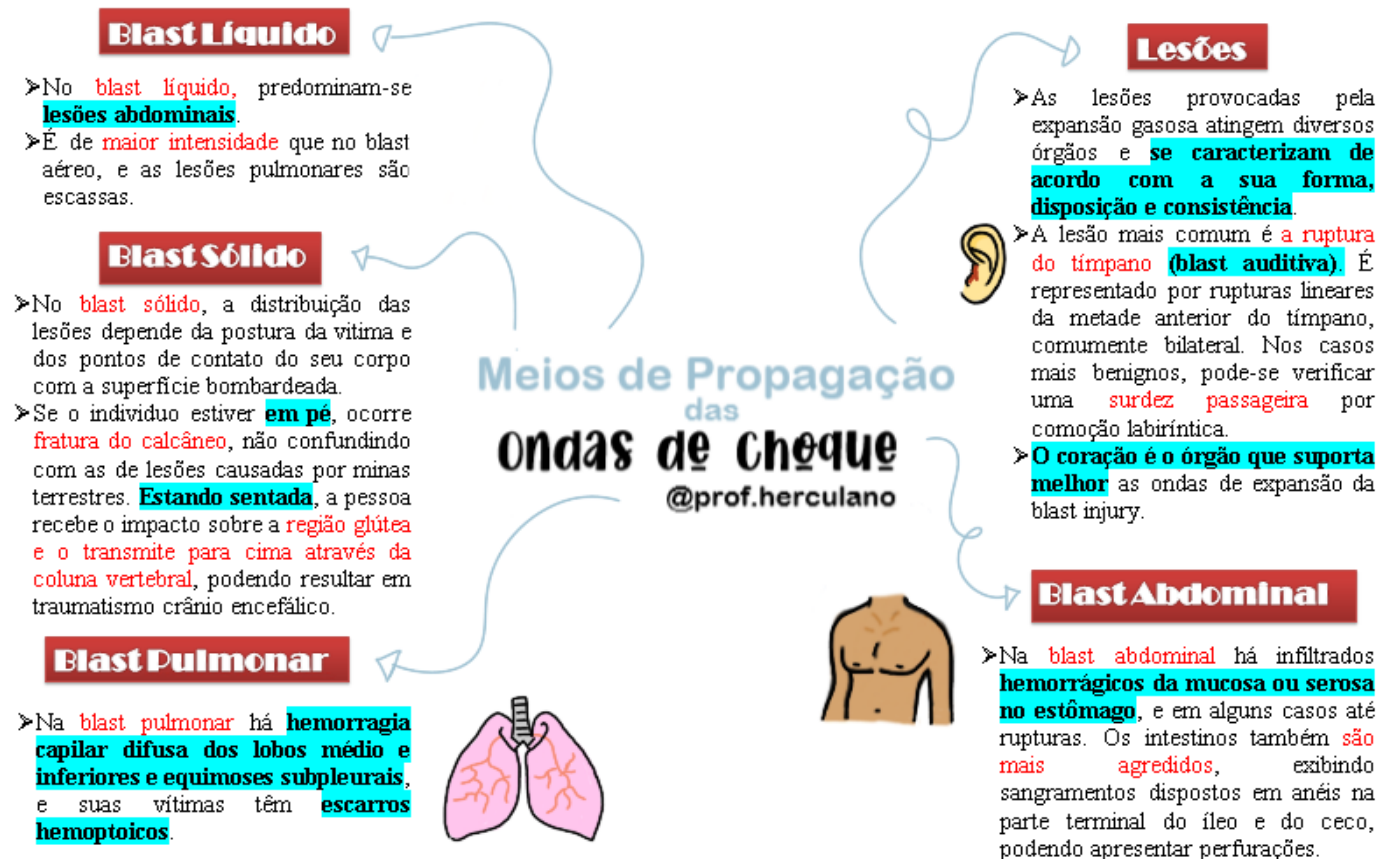 Blast Líquido
➢No blast líquido, predominam-se
lesões abdominais.
➢É de maior intensidade que no blast
aéreo, e as lesões pulmonares são
escassas.
Blast Sólido
➢No blast sólido, a distribuição das
lesões depende da postura da vitima e
dos pontos de contato do seu corpo
com a superfície bombardeada.
➢Se o individuo estiver em pé, ocorre
fratura do calcâneo, não confundindo
com as de lesões causadas por minas
terrestres. Estando sentada, a pessoa
recebe o impacto sobre a região glútea
e o transmite para cima através da
coluna vertebral, podendo resultar em
traumatismo crânio encefálico.
Blast Pulmonar
➢Na blast pulmonar há hemorragia
capilar difusa dos lobos médio e
inferiores e equimoses subpleurais,
e suas vítimas têm escarros
hemoptoicos.
Meios de Propagação
das
Ondas de Choque
@prof.herculano
Lesões
➢As lesões provocadas pela
expansão gasosa atingem diversos
órgãos e se caracterizam de
acordo com a sua forma,
disposição e consistência.
➢A lesão mais comum é a ruptura
do tímpano (blast auditiva). É
representado por rupturas lineares
da metade anterior do tímpano,
comumente bilateral. Nos casos
mais benignos, pode-se verificar
uma surdez passageira por
comoção labiríntica.
➢O coração é o órgão que suporta
melhor as ondas de expansão da
blast injury.
Blast Abdominal
➢Na blast abdominal há infiltrados
hemorrágicos da mucosa ou serosa
no estômago, e em alguns casos até
rupturas. Os intestinos também são
mais agredidos, exibindo
sangramentos dispostos em anéis na
parte terminal do íleo e do ceco,
podendo apresentar perfurações.